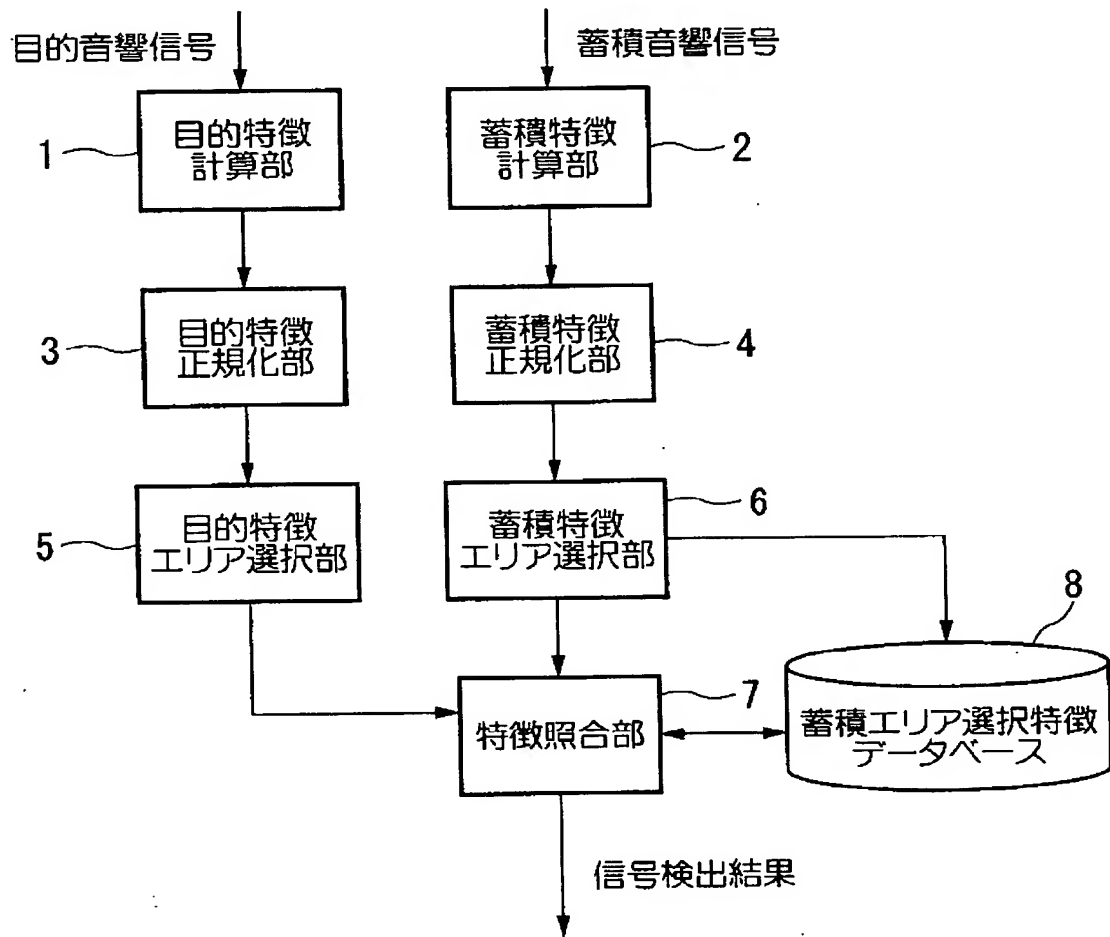 目的音響信号
蓄積音響信号
1
目的特徴
計算部
蓄積特徴
計算部
2
3
目的特徴
正規化部
蓄積特徴
正規化部
4
5
目的特徴
エリア選択部
蓄積特徴
エリア選択部
6
7
特徴照合部
8
蓄積エリア選択特徴
データベース
信号検出結果